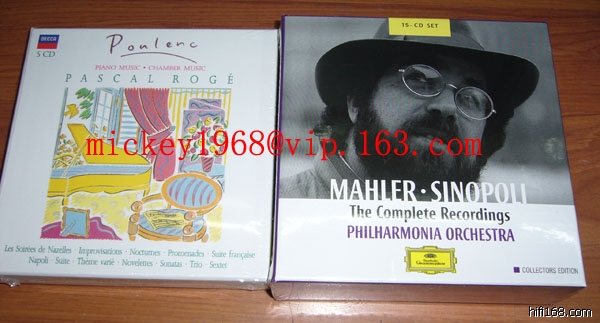 DECCA
5 CD
Poulenc
PIANO MUSIC • CHAMBER MUSIC
PASCAL ROGÉ
Les Soirées de Nazelles · Improvisations · Nocturnes · Promenades · Suite française
Napoli · Suite · Thème varié · Novelettes · Sonatas · Trio · Sextet
15-CD SET
MAHLER · SINOPOLI
The Complete Recordings
PHILHARMONIA ORCHESTRA
Deutsche
Grammophon
COLLECTORS EDITION
mickey1968@vip.163.com
hifi168.com